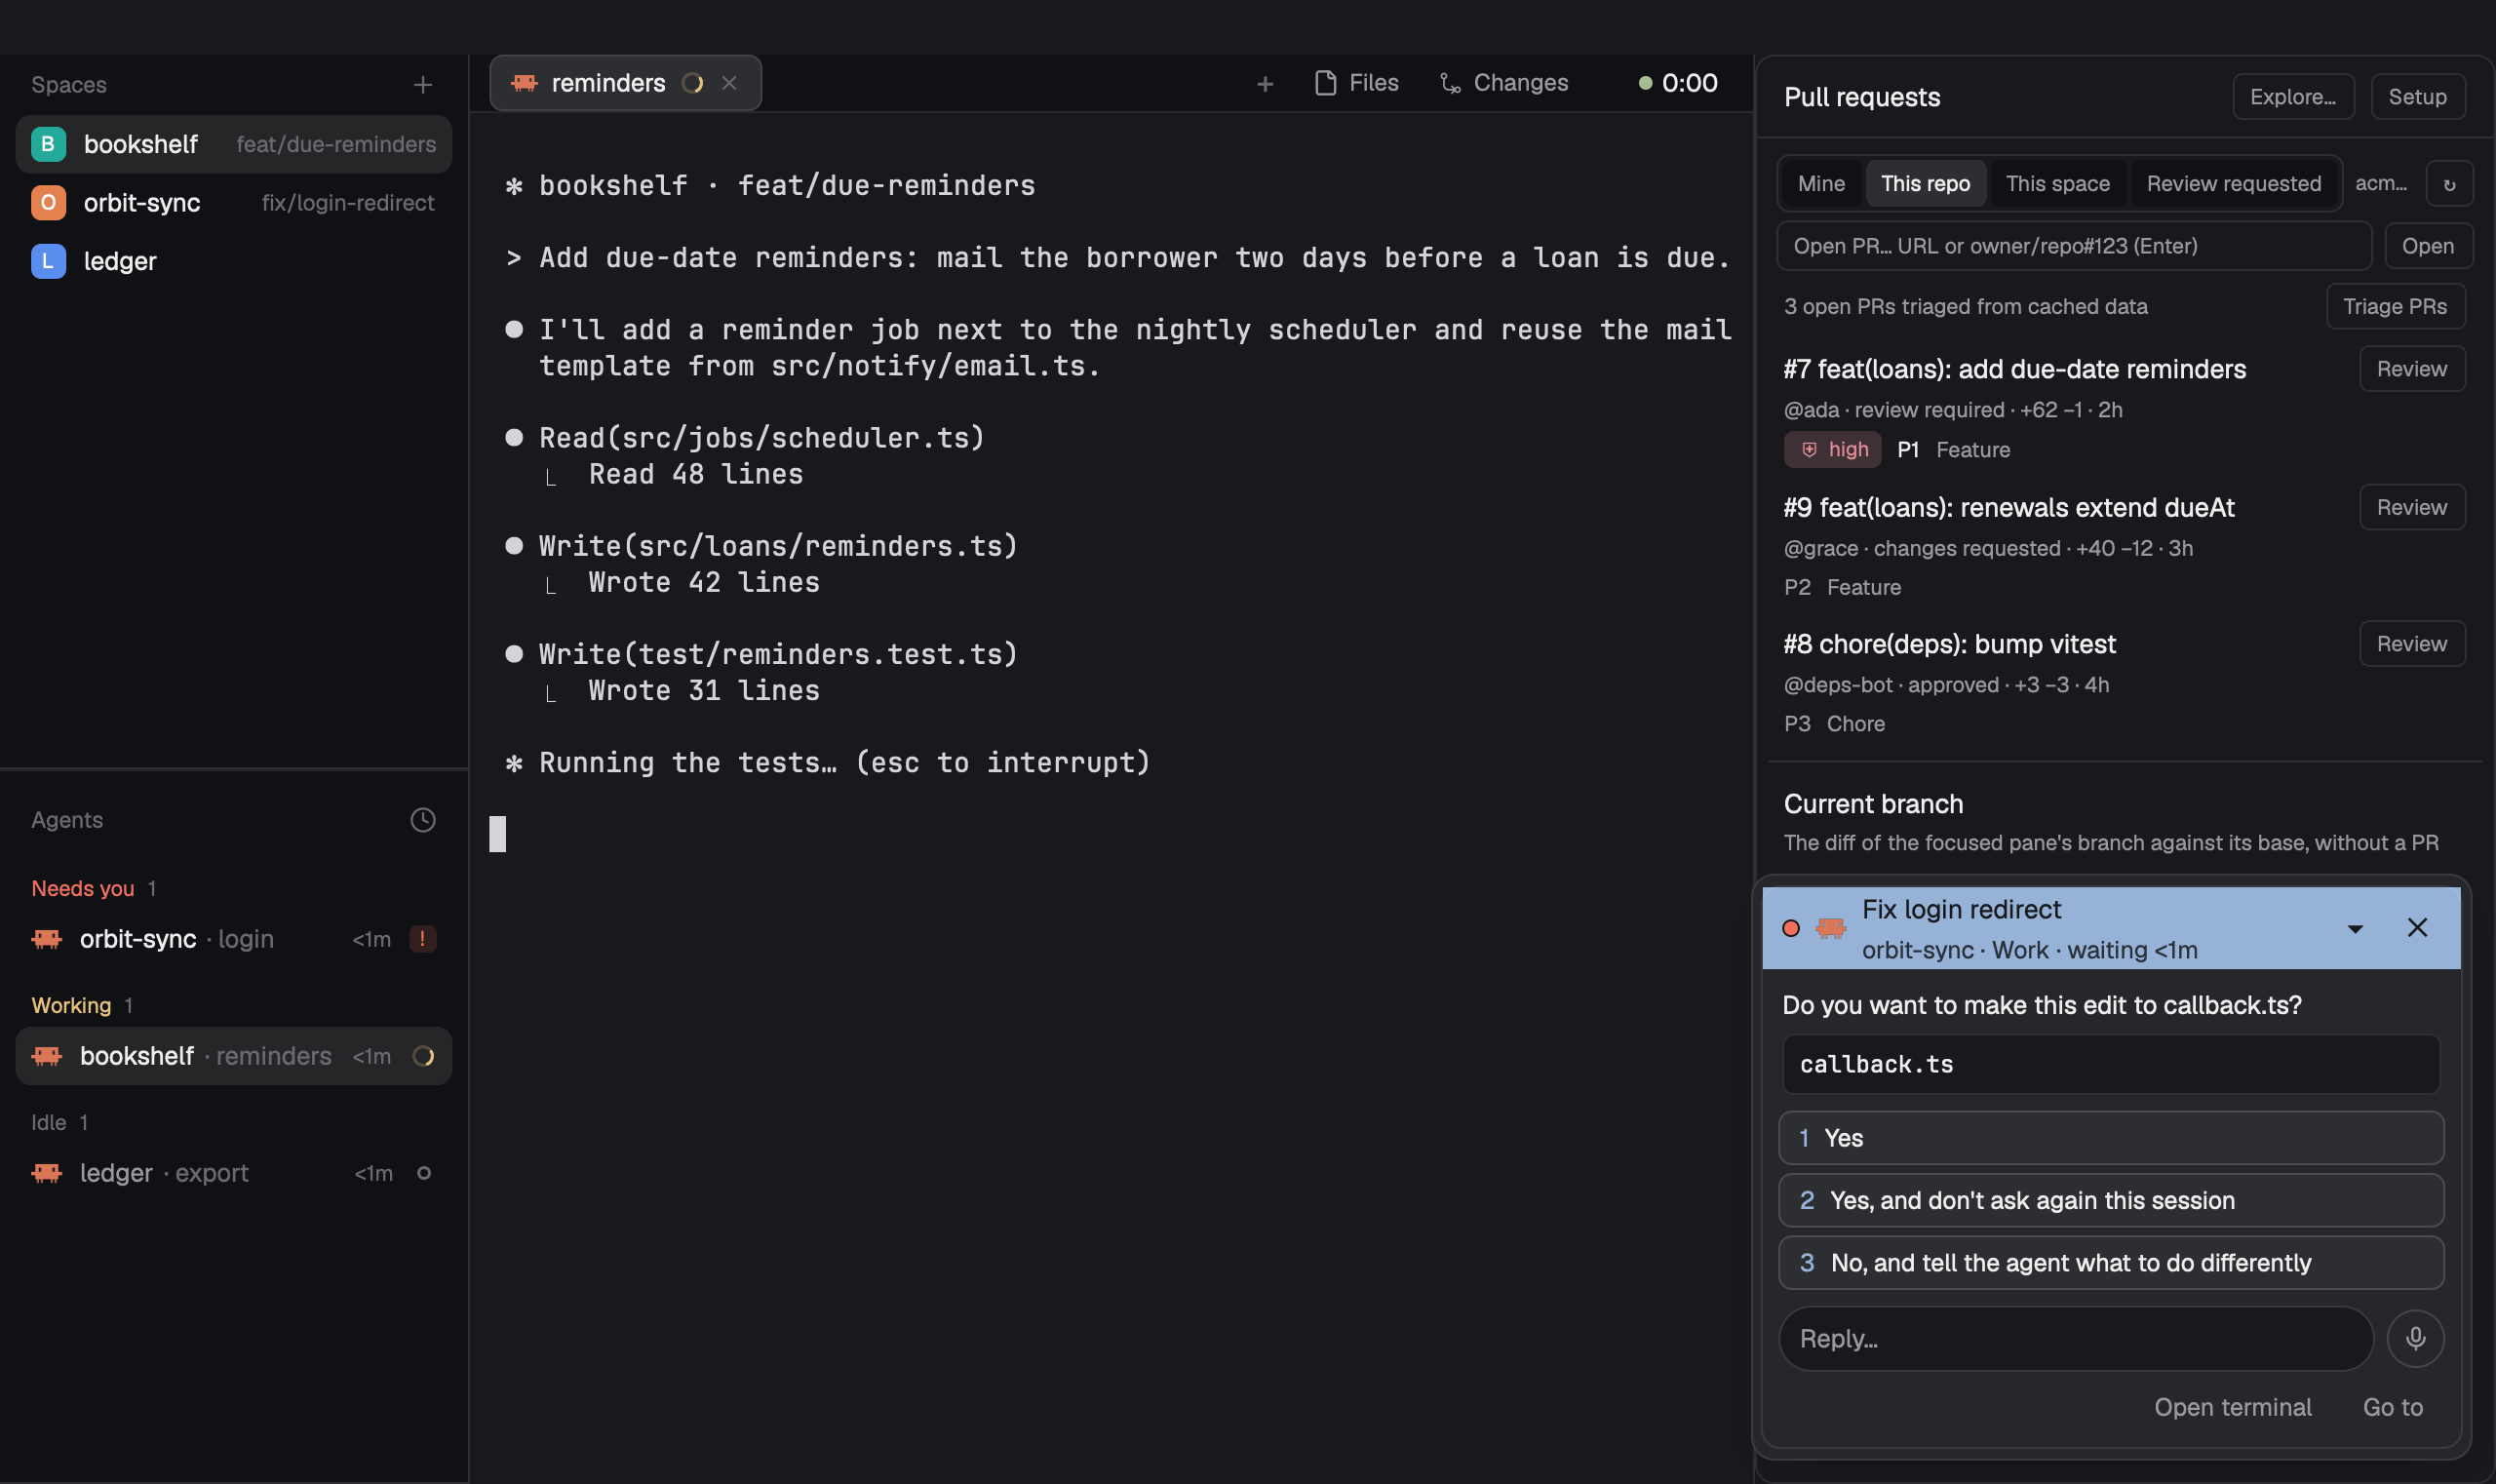 Spaces
B bookshelf feat/due-reminders
O orbit-sync fix/login-redirect
L ledger
Agents
Needs you 1
orbit-sync · login <1m !
Working 1
bookshelf · reminders <1m
Idle 1
ledger · export <1m
reminders
+ Files Changes 0:00
✻ bookshelf · feat/due-reminders
> Add due-date reminders: mail the borrower two days before a loan is due.
● I'll add a reminder job next to the nightly scheduler and reuse the mail
template from src/notify/email.ts.
● Read(src/jobs/scheduler.ts)
⎿ Read 48 lines
● Write(src/loans/reminders.ts)
⎿ Wrote 42 lines
● Write(test/reminders.test.ts)
⎿ Wrote 31 lines
✻ Running the tests… (esc to interrupt)
Pull requests Explore… Setup
Mine This repo This space Review requested acm… ↻
Open PR… URL or owner/repo#123 (Enter) Open
3 open PRs triaged from cached data Triage PRs
#7 feat(loans): add due-date reminders Review
@ada · review required · +62 −1 · 2h
high P1 Feature
#9 feat(loans): renewals extend dueAt Review
@grace · changes requested · +40 −12 · 3h
P2 Feature
#8 chore(deps): bump vitest Review
@deps-bot · approved · +3 −3 · 4h
P3 Chore
Current branch
The diff of the focused pane's branch against its base, without a PR
Fix login redirect
orbit-sync · Work · waiting <1m
Do you want to make this edit to callback.ts?
callback.ts
1 Yes
2 Yes, and don't ask again this session
3 No, and tell the agent what to do differently
Reply…
Open terminal Go to